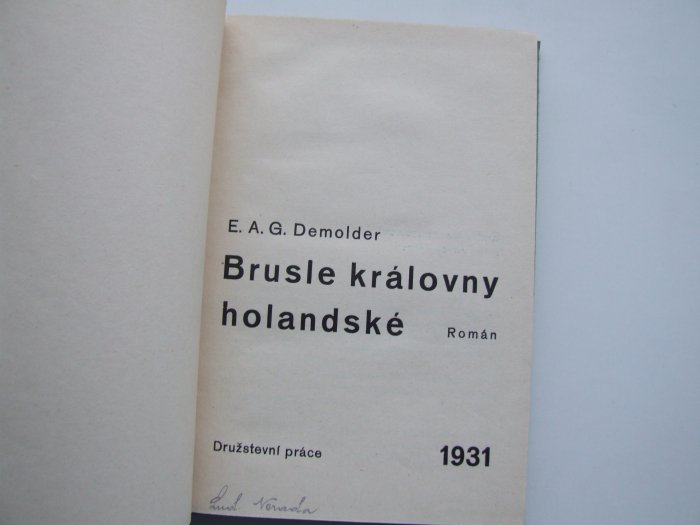 E. A. G. Demolder
Brusle královny
holandské
Román
Družstevní práce
1931